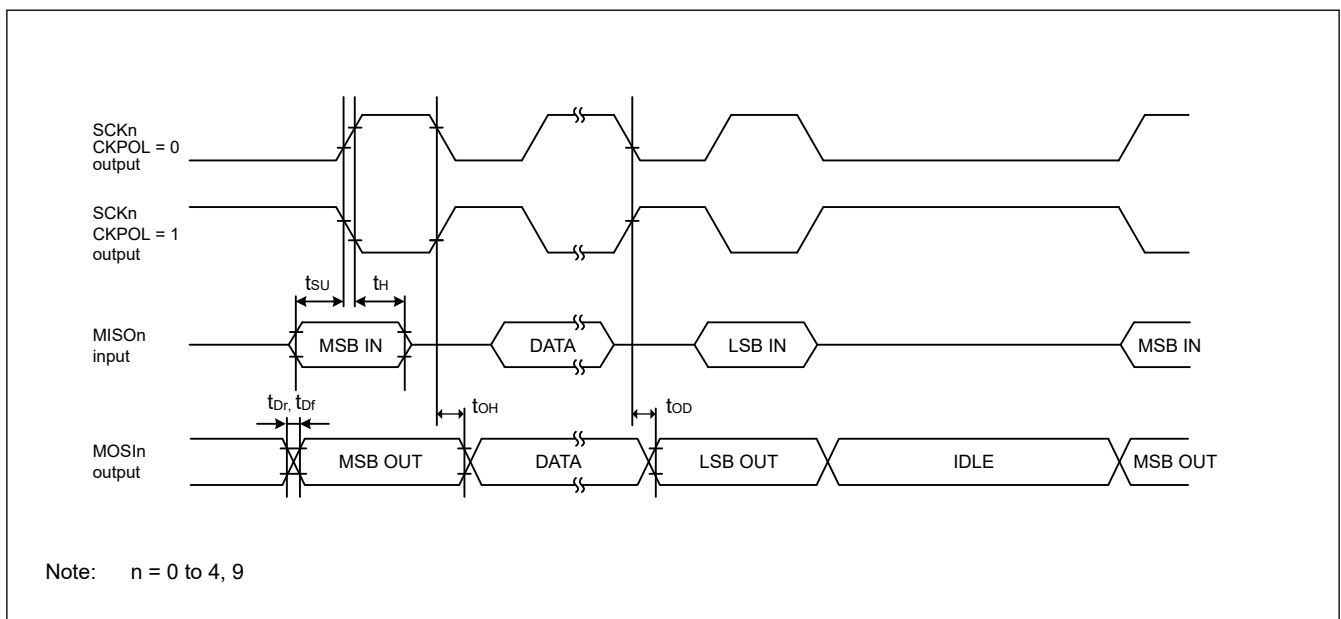 SCKn
CKPOL = 0
output
SCKn
CKPOL = 1
output
tSU
tH
MISOn
input
MSB IN
DATA
LSB IN
MSB IN
tDr, tDf
tOH
tOD
MOSIn
output
MSB OUT
DATA
LSB OUT
IDLE
MSB OUT
Note: n = 0 to 4, 9